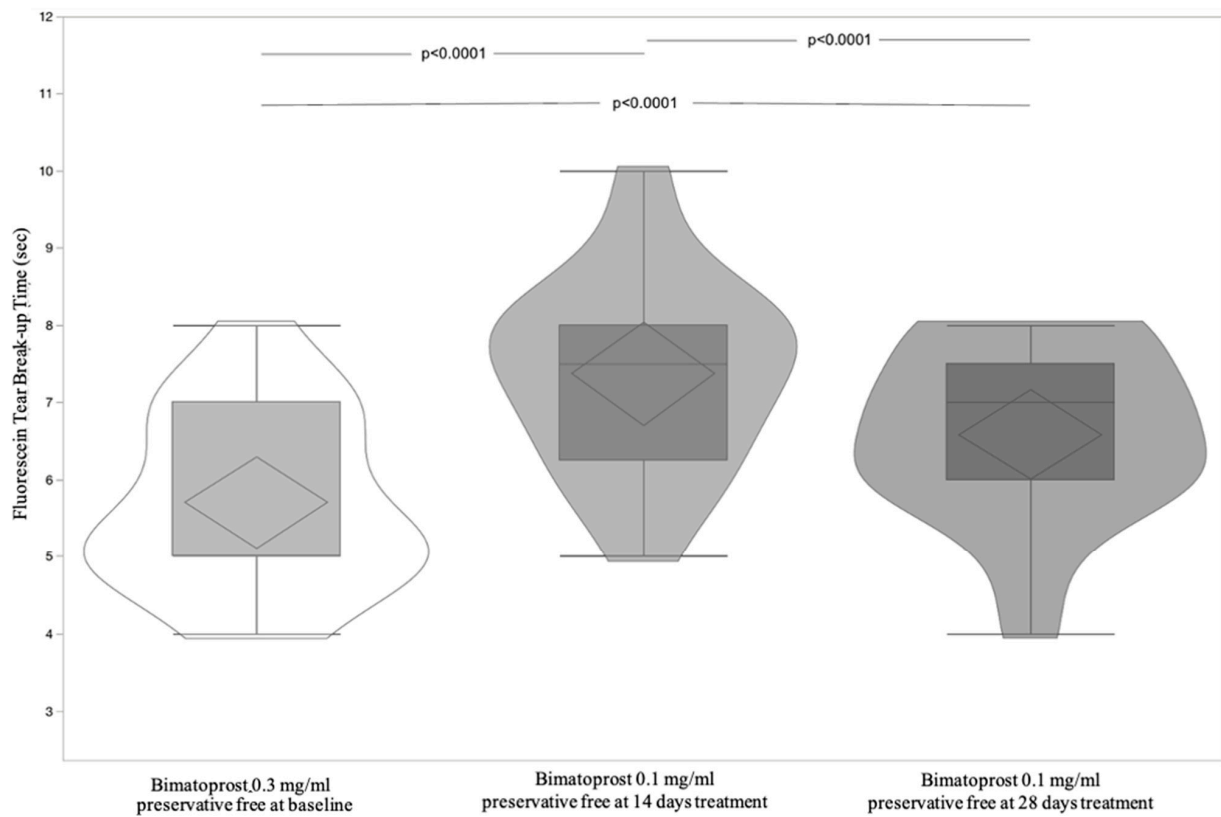 12
p<0.0001
p<0.0001
11
p<0.0001
10
9
8
7
6
5
4
3
Fluorescein Tear Break-up Time (sec)
Bimatoprost 0.3 mg/ml
preservative free at baseline
Bimatoprost 0.1 mg/ml
preservative free at 14 days treatment
Bimatoprost 0.1 mg/ml
preservative free at 28 days treatment